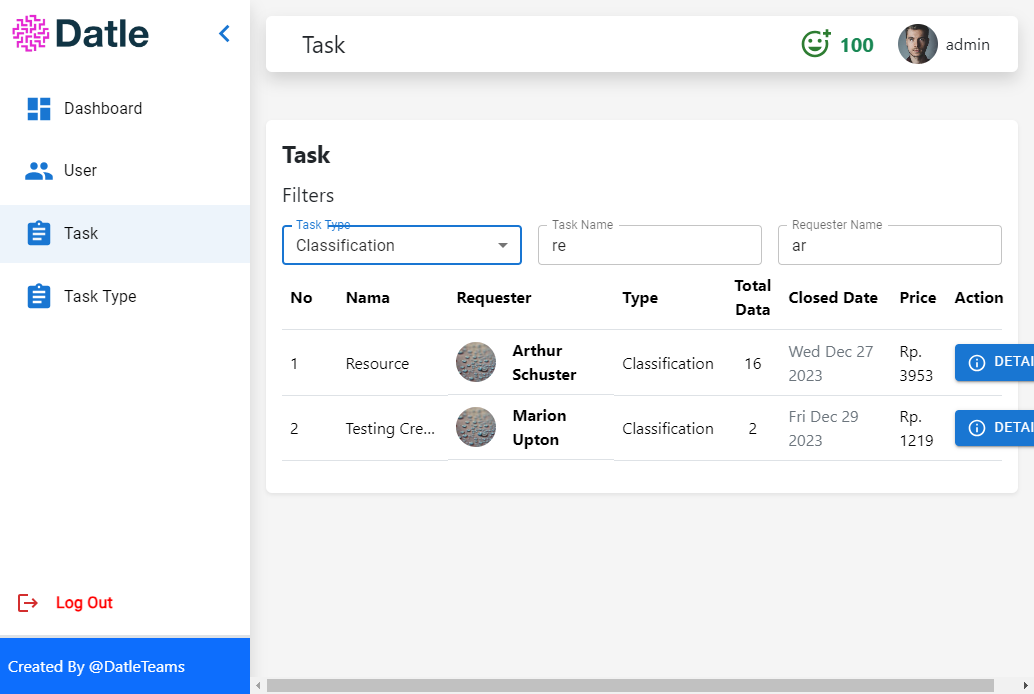 Datle
Task
100
admin
Dashboard
User
Task
Task Type
Log Out
Created By @DatleTeams
Task
Filters
Task Type
Classification
Task Name
re
Requester Name
ar
No Nama Requester Type Total Data Closed Date Price Action
1 Resource Arthur Schuster Classification 16 Wed Dec 27 2023 Rp. 3953 DETAI
2 Testing Cre... Marion Upton Classification 2 Fri Dec 29 2023 Rp. 1219 DETAI